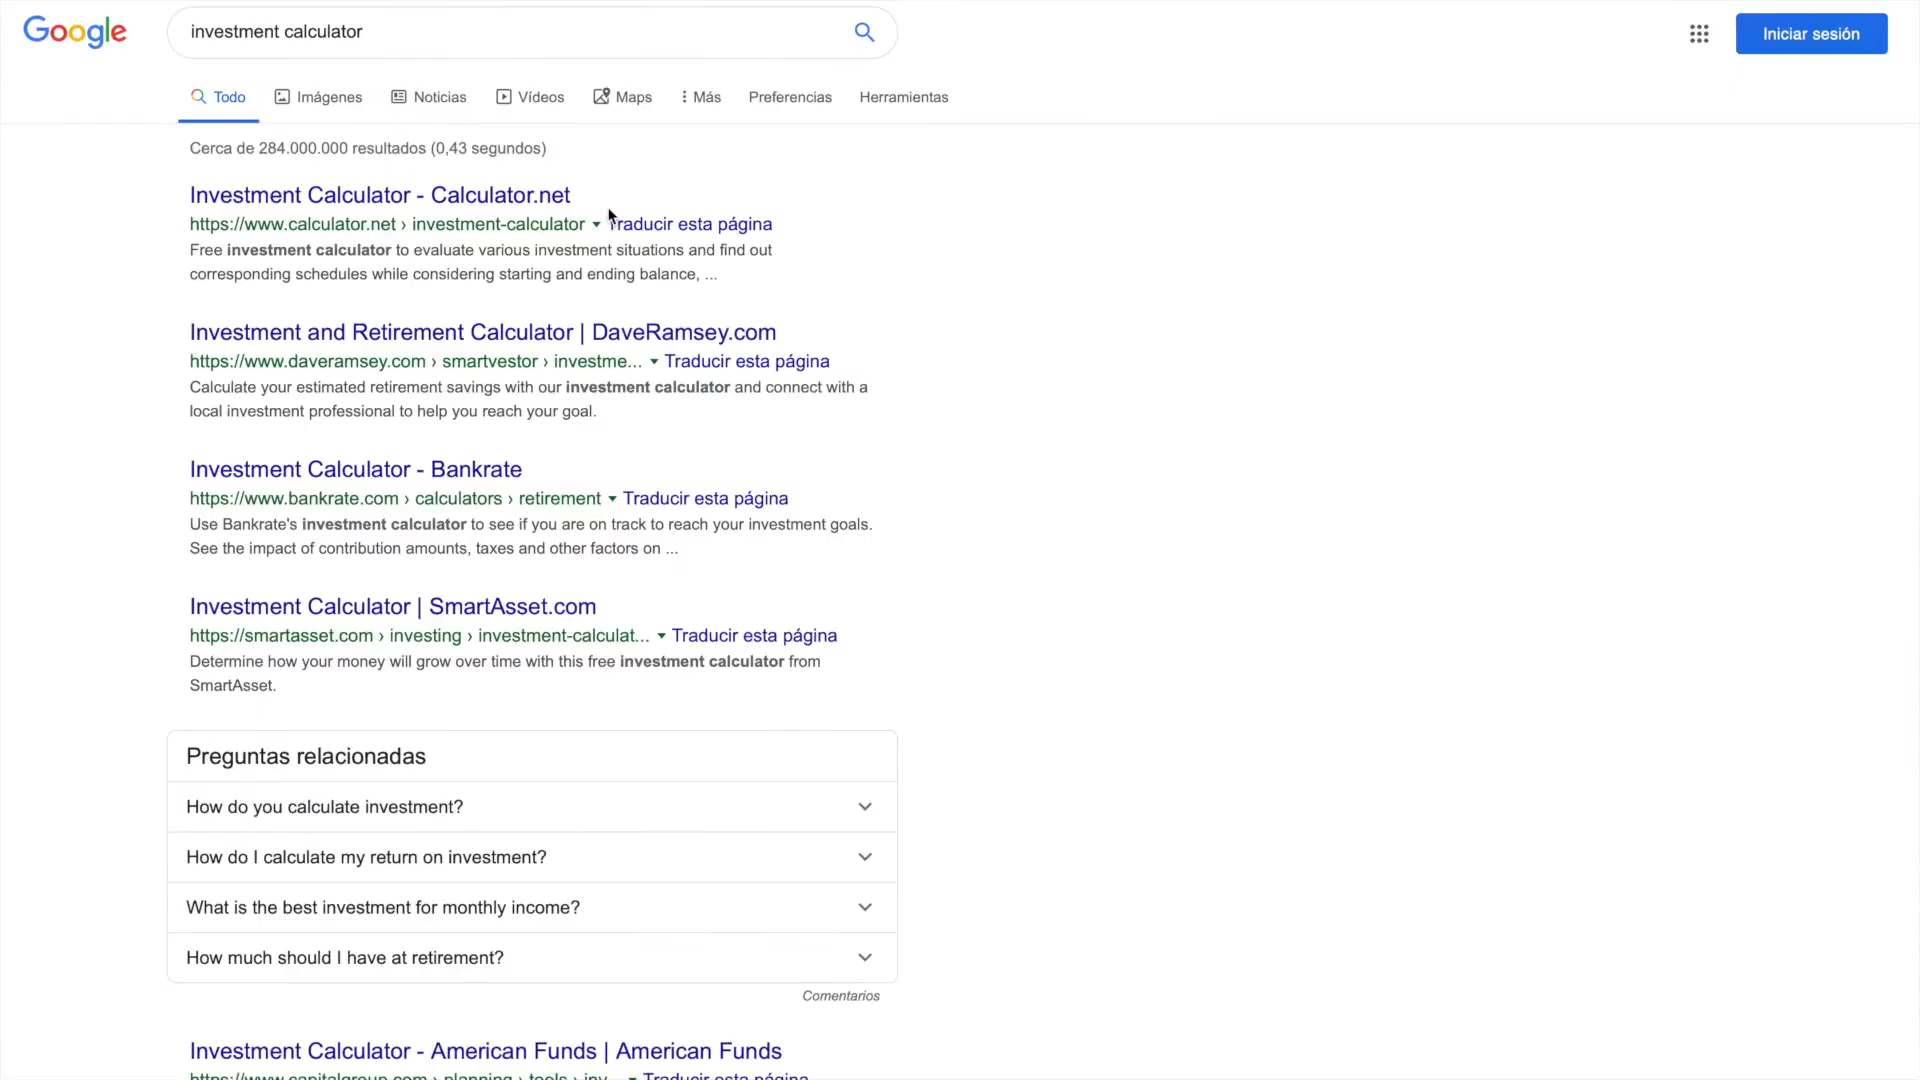 Google
investment calculator
Iniciar sesión
Todo Imágenes Noticias Vídeos Maps Más Preferencias Herramientas
Cerca de 284.000.000 resultados (0,43 segundos)
Investment Calculator - Calculator.net
https://www.calculator.net › investment-calculator Traducir esta página
Free investment calculator to evaluate various investment situations and find out
corresponding schedules while considering starting and ending balance, ...
Investment and Retirement Calculator | DaveRamsey.com
https://www.daveramsey.com › smartvestor › investme... Traducir esta página
Calculate your estimated retirement savings with our investment calculator and connect with a
local investment professional to help you reach your goal.
Investment Calculator - Bankrate
https://www.bankrate.com › calculators › retirement Traducir esta página
Use Bankrate's investment calculator to see if you are on track to reach your investment goals.
See the impact of contribution amounts, taxes and other factors on ...
Investment Calculator | SmartAsset.com
https://smartasset.com › investing › investment-calculat... Traducir esta página
Determine how your money will grow over time with this free investment calculator from
SmartAsset.
Preguntas relacionadas
How do you calculate investment?
How do I calculate my return on investment?
What is the best investment for monthly income?
How much should I have at retirement?
Comentarios
Investment Calculator - American Funds | American Funds
https://www.capitalgroup.com › planning › tools › inv... Traducir esta página